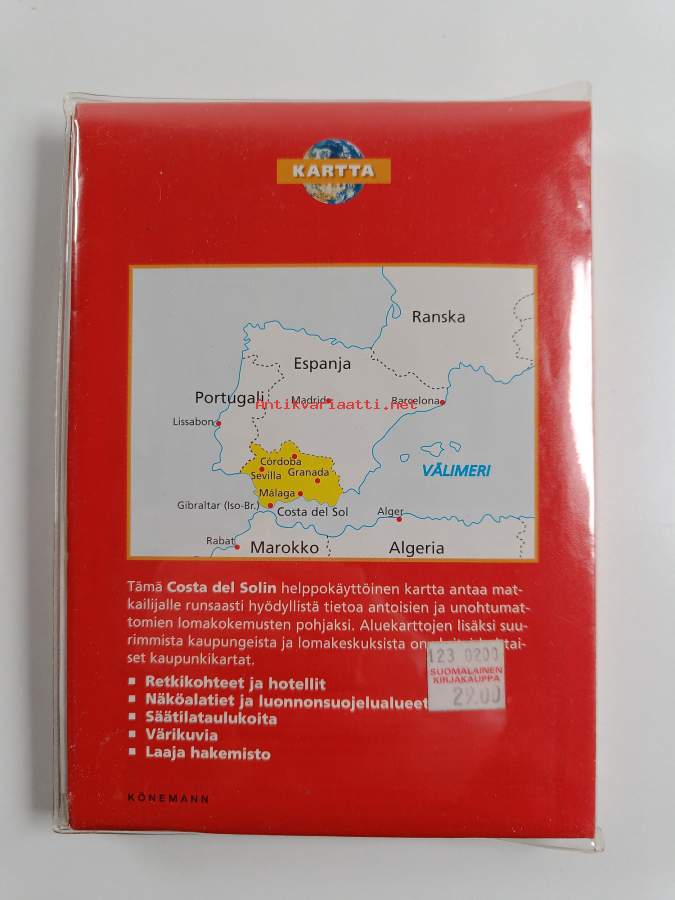 KARTTA
Ranska
Espanja
Portugali
Madrid
Barcelona
Antikvariaatti.net
Lissabon
Córdoba
Sevilla
Granada
VÄLIMERI
Málaga
Gibraltar (Iso-Br.)
Costa del Sol
Alger
Rabat
Marokko
Algeria
Tämä Costa del Solin helppokäyttöinen kartta antaa mat-
kailijalle runsaasti hyödyllistä tietoa antoisien ja unohtumat-
tomien lomakokemusten pohjaksi. Aluekarttojen lisäksi suu-
rimmista kaupungeista ja lomakeskuksista on tai-
set kaupunkikartat.
Retkikohteet ja hotellit
Näköalatiet ja luonnonsuojelualueet
Säätilataulukoita
Värikuvia
Laaja hakemisto
123 0200
SUOMALAINEN
KIRJAKAUPPA
29.00
KÖNEMANN